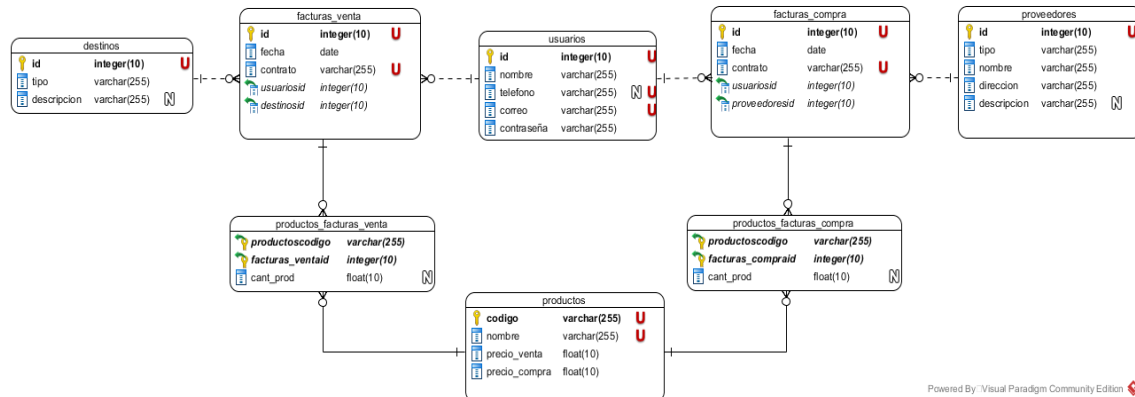 destinos
id integer(10) U
tipo varchar(255)
descripcion varchar(255) N
facturas_venta
id integer(10) U
fecha date
contrato varchar(255) U
usuariosid integer(10)
destinosid integer(10)
usuarios
id integer(10) U
nombre varchar(255)
telefono varchar(255) N U
correo varchar(255) U
contraseña varchar(255)
facturas_compra
id integer(10) U
fecha date
contrato varchar(255) U
usuariosid integer(10)
proveedoresid integer(10)
proveedores
id integer(10) U
tipo varchar(255)
nombre varchar(255)
direccion varchar(255)
descripcion varchar(255) N
productos_facturas_venta
productoscodigo varchar(255)
facturas_ventaid integer(10)
cant_prod float(10) N
productos_facturas_compra
productoscodigo varchar(255)
facturas_compraid integer(10)
cant_prod float(10) N
productos
codigo varchar(255) U
nombre varchar(255) U
precio_venta float(10)
precio_compra float(10)
Powered By Visual Paradigm Community Edition